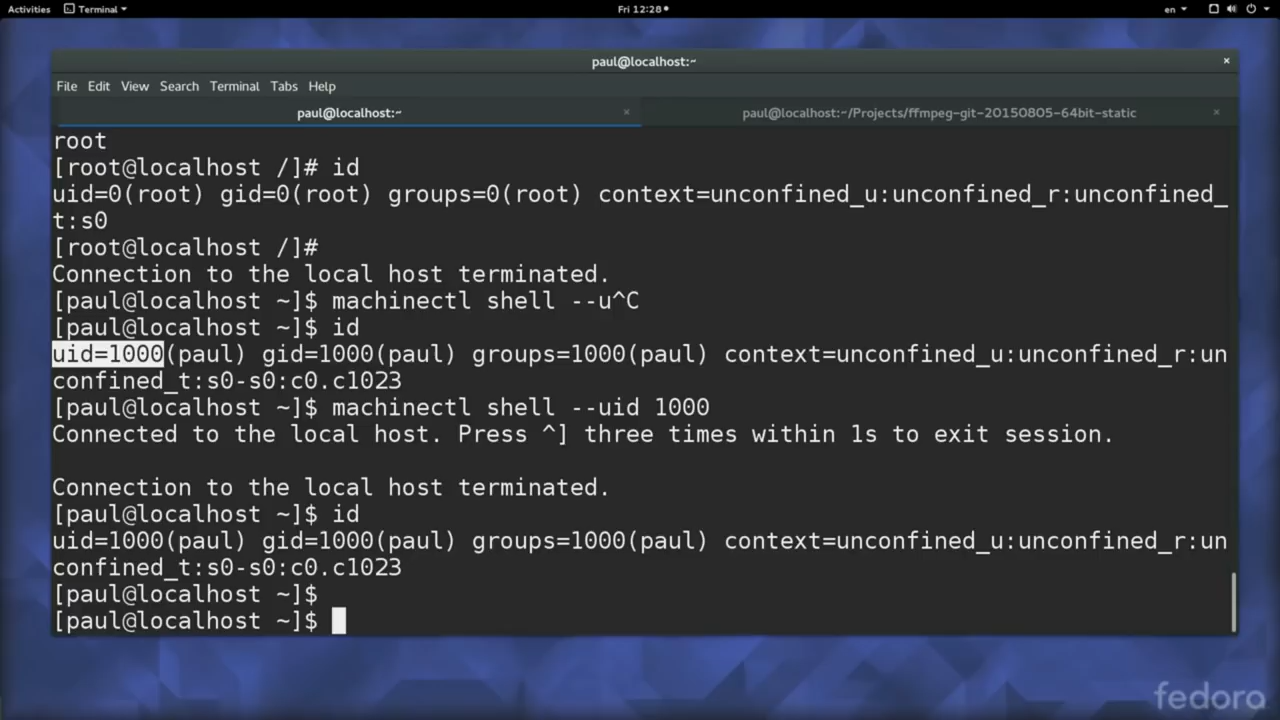 Activities Terminal Fri 12:28 en
paul@localhost:~
File Edit View Search Terminal Tabs Help
paul@localhost:~ paul@localhost:~/Projects/ffmpeg-git-20150805-64bit-static
root
[root@localhost /]# id
uid=0(root) gid=0(root) groups=0(root) context=unconfined_u:unconfined_r:unconfined_
t:s0
[root@localhost /]#
Connection to the local host terminated.
[paul@localhost ~]$ machinectl shell --u^C
[paul@localhost ~]$ id
uid=1000(paul) gid=1000(paul) groups=1000(paul) context=unconfined_u:unconfined_r:un
confined_t:s0-s0:c0.c1023
[paul@localhost ~]$ machinectl shell --uid 1000
Connected to the local host. Press ^] three times within 1s to exit session.
Connection to the local host terminated.
[paul@localhost ~]$ id
uid=1000(paul) gid=1000(paul) groups=1000(paul) context=unconfined_u:unconfined_r:un
confined_t:s0-s0:c0.c1023
[paul@localhost ~]$
[paul@localhost ~]$
fedora